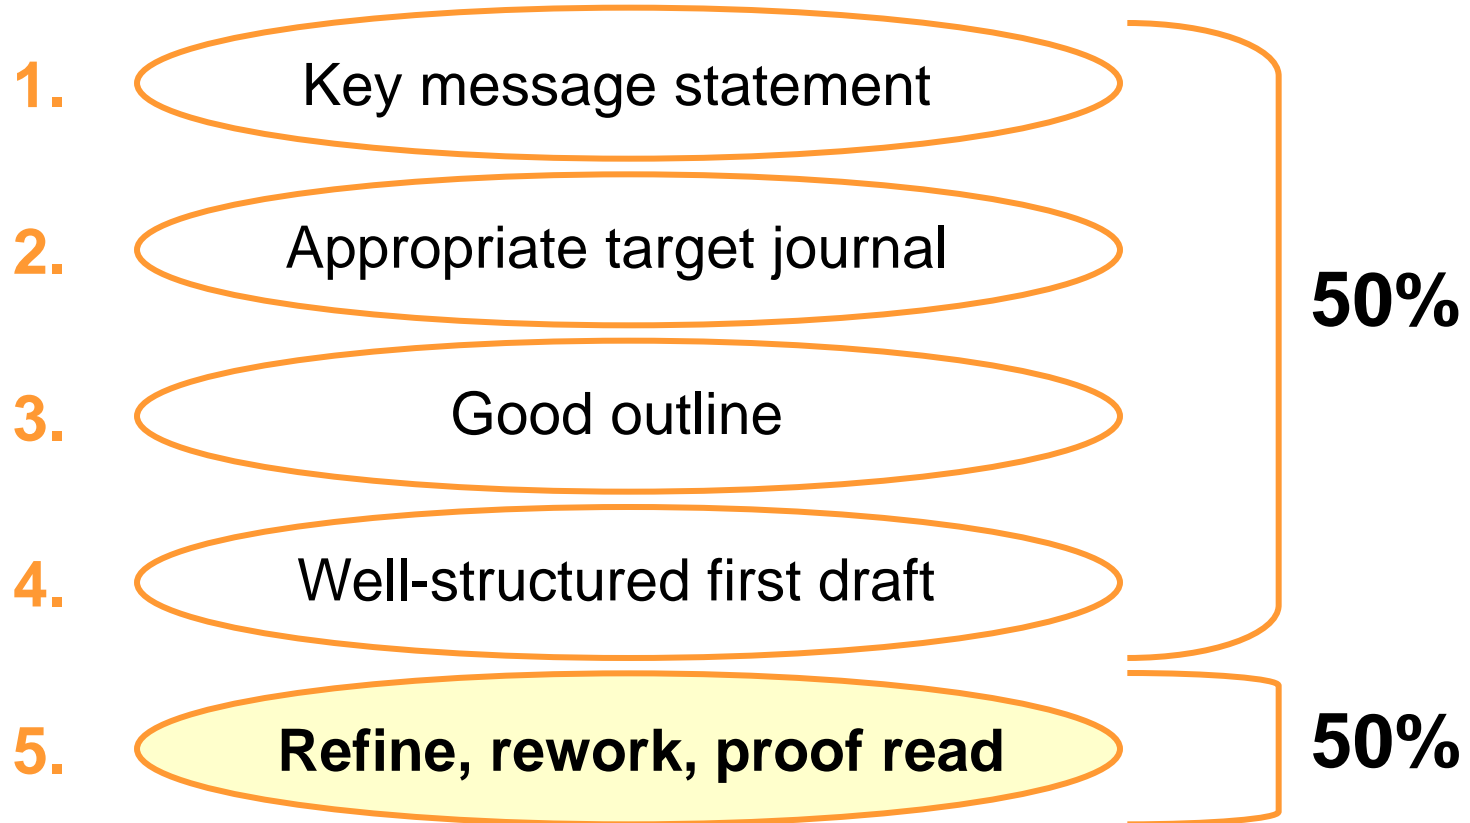 1. Key message statement
2. Appropriate target journal
50%
3. Good outline
4. Well-structured first draft
5. Refine, rework, proof read
50%